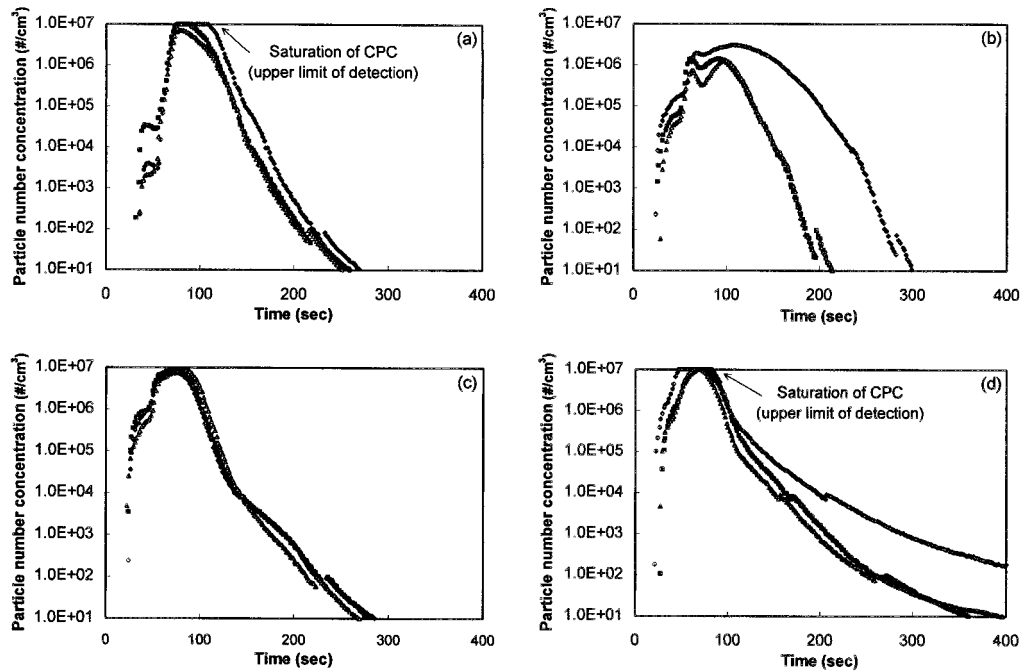 Particle number concentration (#/cm³)
1.0E+07
1.0E+06
1.0E+05
1.0E+04
1.0E+03
1.0E+02
1.0E+01
(a)
Saturation of CPC
(upper limit of detection)
0 100 200 300 400
Time (sec)
Particle number concentration (#/cm³)
1.0E+07
1.0E+06
1.0E+05
1.0E+04
1.0E+03
1.0E+02
1.0E+01
(b)
0 100 200 300 400
Time (sec)
Particle number concentration (#/cm³)
1.0E+07
1.0E+06
1.0E+05
1.0E+04
1.0E+03
1.0E+02
1.0E+01
(c)
0 100 200 300 400
Time (sec)
Particle number concentration (#/cm³)
1.0E+07
1.0E+06
1.0E+05
1.0E+04
1.0E+03
1.0E+02
1.0E+01
(d)
Saturation of CPC
(upper limit of detection)
0 100 200 300 400
Time (sec)